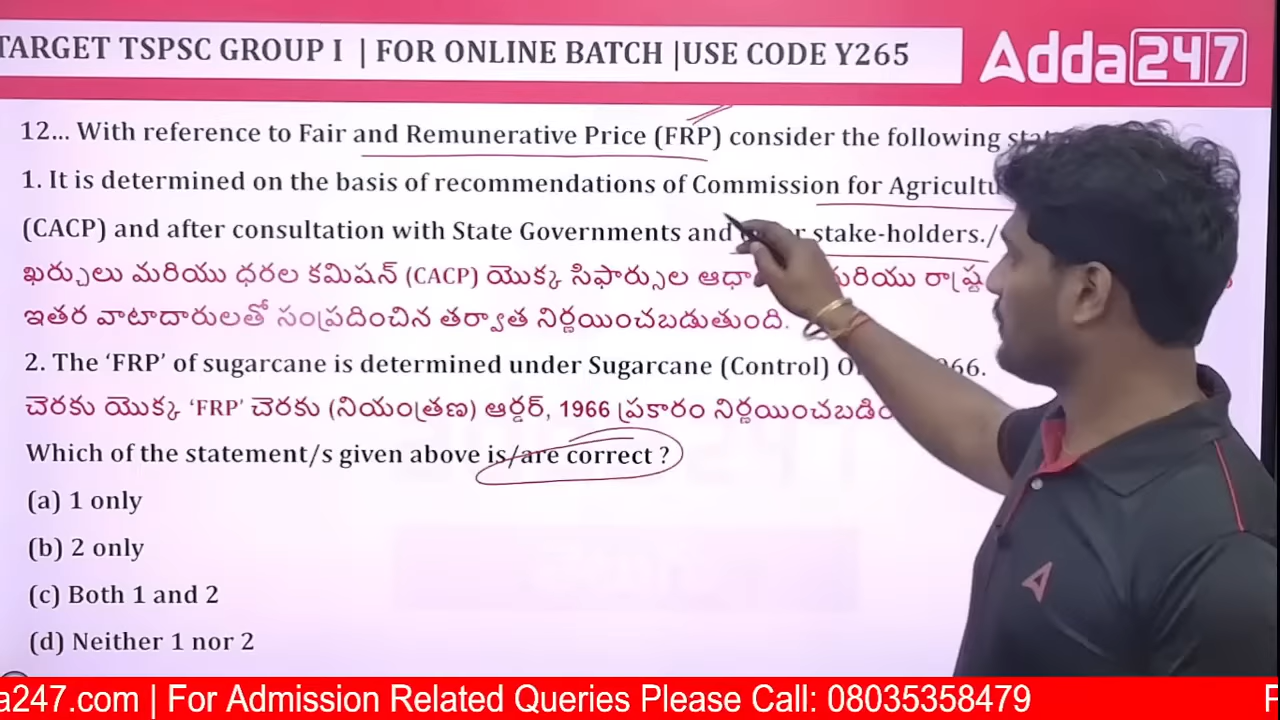 TARGET TSPSC GROUP I | FOR ONLINE BATCH |USE CODE Y265
Adda247
12... With reference to Fair and Remunerative Price (FRP) consider the following
1. It is determined on the basis of recommendations of Commission for
(CACP) and after consultation with State Governments and stake-holders./
ఖర్చులు మరియు ధరల కమిషన్ (CACP) యొక్క సిఫార్సుల
ఇతర వాటాదారులతో సంప్రదించిన తర్వాత నిర్ణయించబడుతుంది.
2. The ‘FRP’ of sugarcane is determined under Sugarcane (Control)
చెరకు యొక్క ‘FRP’ చెరకు (నియంత్రణ) ఆర్డర్, 1966 ప్రకారం
Which of the statement/s given above is/are correct ?
(a) 1 only
(b) 2 only
(c) Both 1 and 2
(d) Neither 1 nor 2
a247.com | For Admission Related Queries Please Call: 08035358479